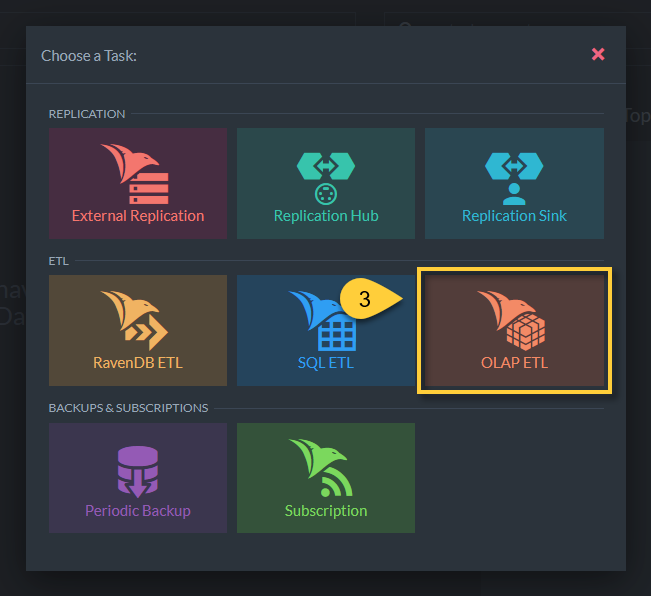 Choose a Task:
REPLICATION
External Replication
Replication Hub
Replication Sink
Top
ETL
3
RavenDB ETL
SQL ETL
OLAP ETL
BACKUPS & SUBSCRIPTIONS
Periodic Backup
Subscription